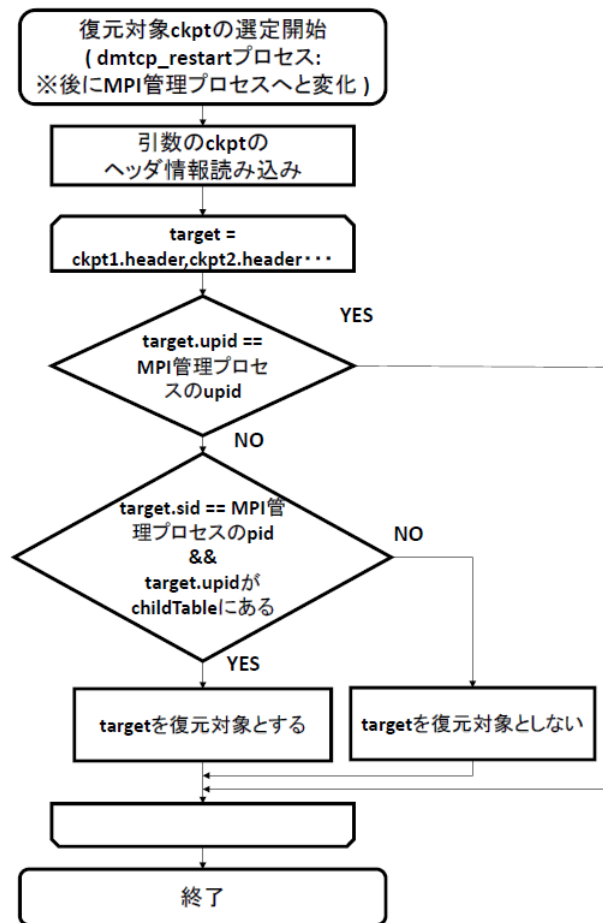 復元対象ckptの選定開始
( dmtcp_restartプロセス:
※後にMPI管理プロセスへと変化 )
引数のckptの
ヘッダ情報読み込み
target =
ckpt1.header,ckpt2.header･･･
YES
target.upid ==
MPI管理プロセ
スのupid
NO
target.sid == MPI管
理プロセスのpid
&&
target.upidが
childTableにある
NO
YES
targetを復元対象とする
targetを復元対象としない
終了